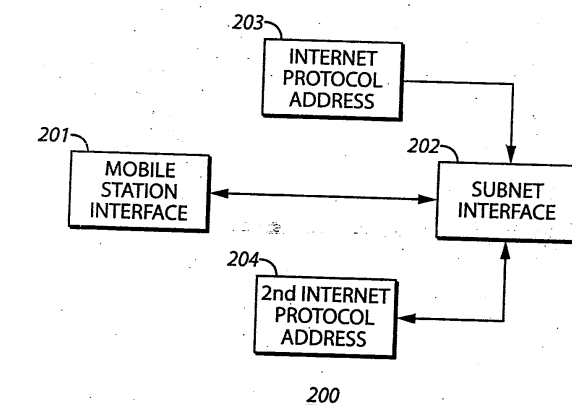 203
INTERNET
PROTOCOL
ADDRESS
201
MOBILE
STATION
INTERFACE
202
SUBNET
INTERFACE
204
2nd INTERNET
PROTOCOL
ADDRESS
200